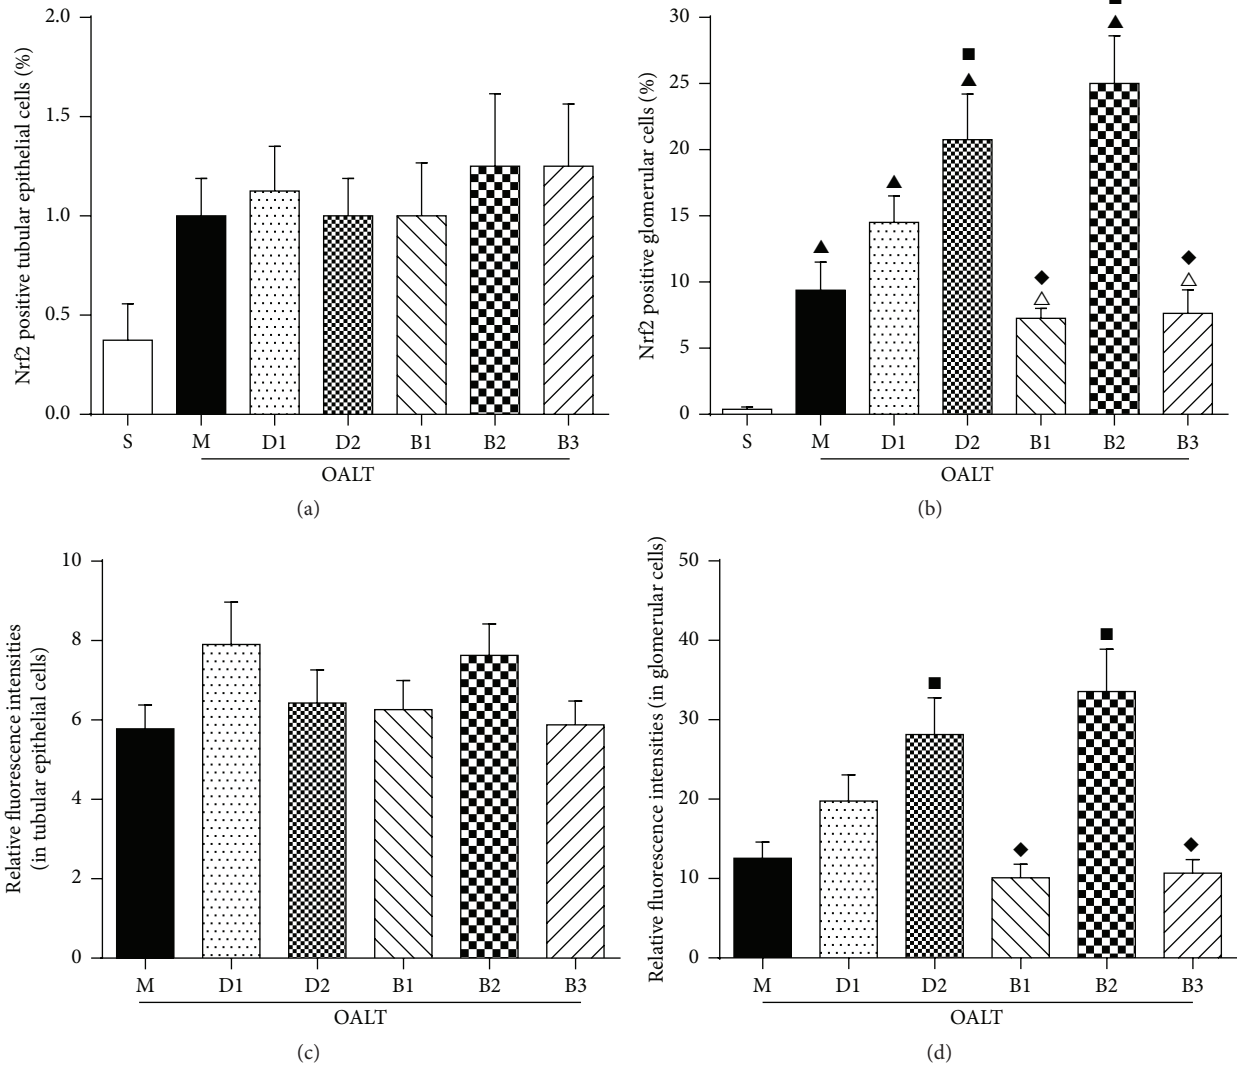 Nrf2 positive tubular epithelial cells (%)
2.0
1.5
1.0
0.5
0.0
S M D1 D2 B1 B2 B3
OALT
(a)
Nrf2 positive glomerular cells (%)
30
25
20
15
10
5
0
S M D1 D2 B1 B2 B3
OALT
(b)
Relative fluorescence intensities
(in tubular epithelial cells)
10
8
6
4
2
0
M D1 D2 B1 B2 B3
OALT
(c)
Relative fluorescence intensities (in glomerular cells)
50
40
30
20
10
0
M D1 D2 B1 B2 B3
OALT
(d)